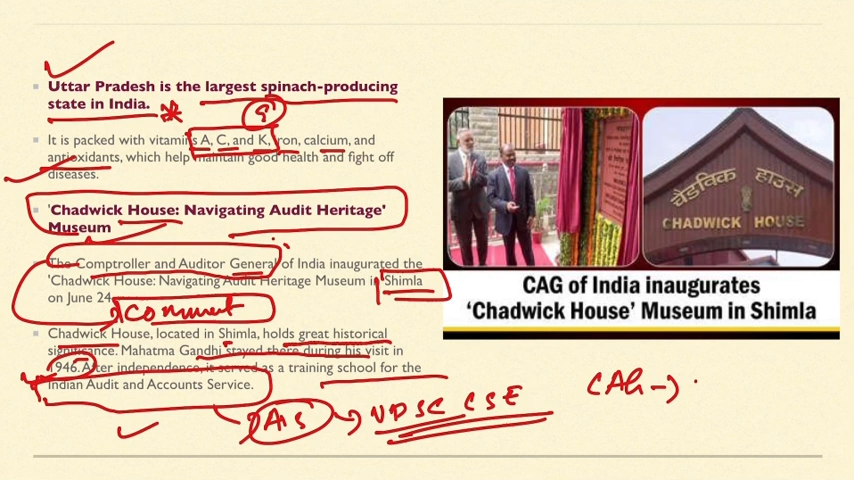 Uttar Pradesh is the largest spinach-producing
state in India.
It is packed with vitamins A, C, and K, iron, calcium, and
antioxidants, which help maintain good health and fight off
diseases.
'Chadwick House: Navigating Audit Heritage'
Museum
The Comptroller and Auditor General of India inaugurated the
'Chadwick House: Navigating Audit Heritage Museum in Shimla
on June 24.
Comment
Chadwick House, located in Shimla, holds great historical
significance. Mahatma Gandhi stayed there during his visit in
1946. After independence, it served as a training school for the
Indian Audit and Accounts Service.
UPSC CSE
CAG →
चैडविक हाउस
CHADWICK HOUSE
CAG of India inaugurates
'Chadwick House' Museum in Shimla